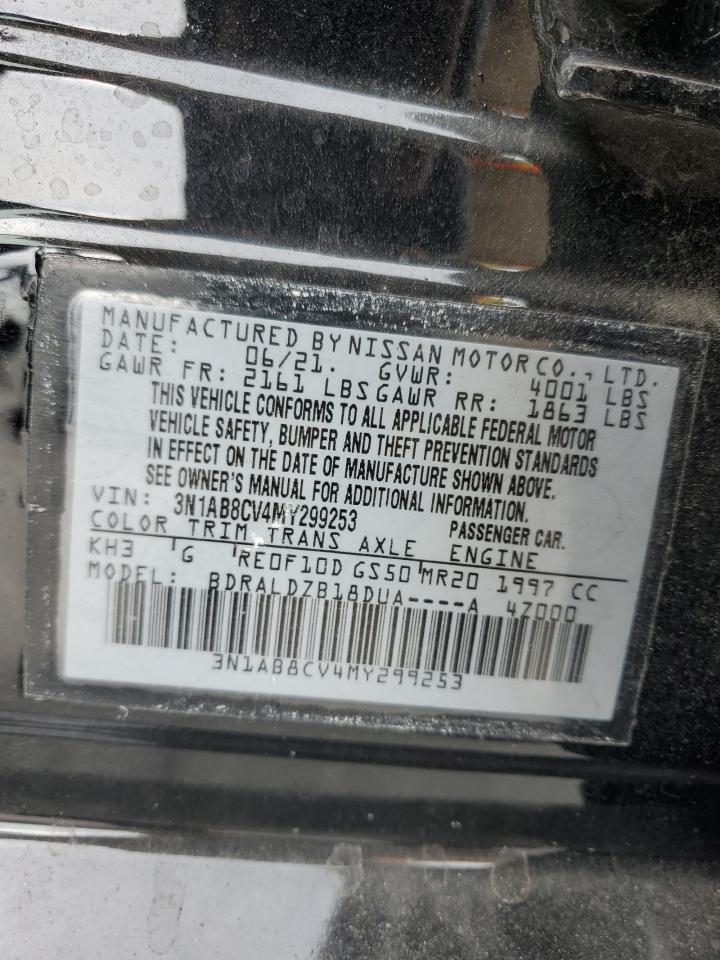 MANUFACTURED BY NISSAN MOTOR CO., LTD.
DATE: 06/21. GVWR: 4001 LBS
GAWR FR: 2161 LBS GAWR RR: 1863 LBS
THIS VEHICLE CONFORMS TO ALL APPLICABLE FEDERAL MOTOR
VEHICLE SAFETY, BUMPER AND THEFT PREVENTION STANDARDS
IN EFFECT ON THE DATE OF MANUFACTURE SHOWN ABOVE.
SEE OWNER'S MANUAL FOR ADDITIONAL INFORMATION.
VIN: 3N1AB8CV4MY299253 PASSENGER CAR.
COLOR TRIM TRANS AXLE ENGINE
KH3 G RE0F10D GS50 MR20 1997 CC
MODEL: BDRALDZB18DUA----A 4Z000
3N1AB8CV4MY299253